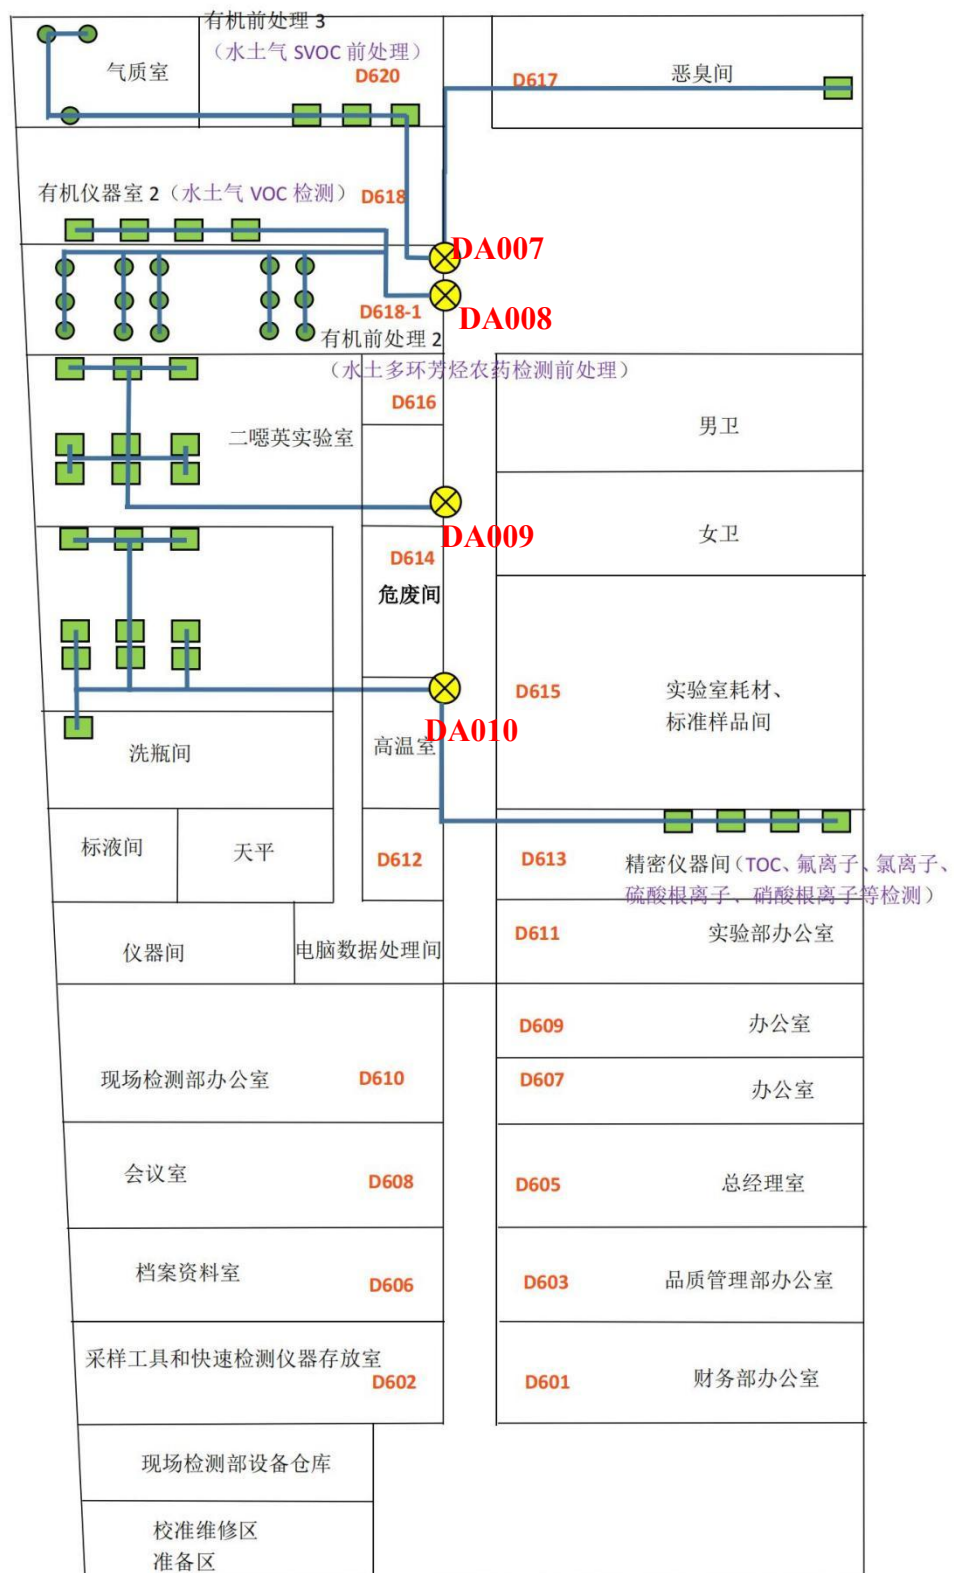 有机前处理 3
（水土气 SVOC 前处理）
气质室
D620
D617
恶臭间
有机仪器室 2（水土气 VOC 检测）
D618
DA007
D618-1
DA008
有机前处理 2
（水土多环芳烃农药检测前处理）
D616
二噁英实验室
男卫
DA009
女卫
D614
危废间
D615
实验室耗材、
标准样品间
DA010
高温室
洗瓶间
标液间
天平
D612
D613
精密仪器间（TOC、氟离子、氯离子、
硫酸根离子、硝酸根离子等检测）
D611
实验部办公室
仪器间
电脑数据处理间
D609
办公室
现场检测部办公室
D610
D607
办公室
会议室
D608
D605
总经理室
档案资料室
D606
D603
品质管理部办公室
采样工具和快速检测仪器存放室
D602
D601
财务部办公室
现场检测部设备仓库
校准维修区
准备区